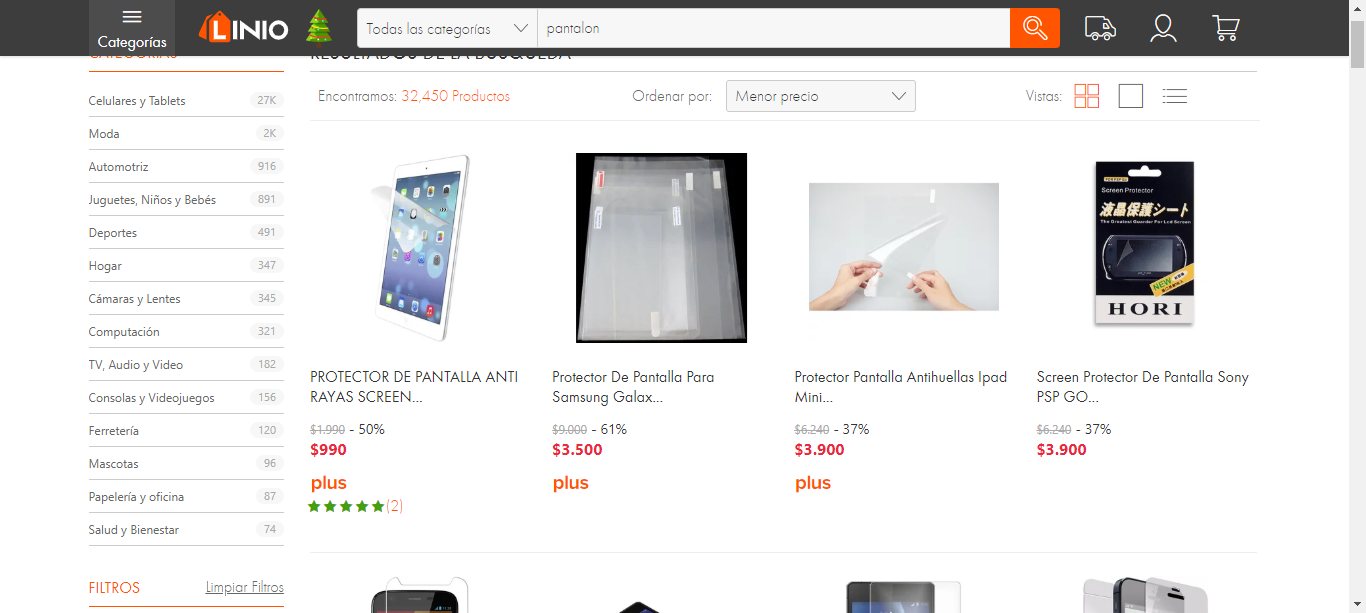 Categorías
LINIO
Todas las categorías
pantalon
CATEGORÍAS
RESULTADOS DE LA BÚSQUEDA
Encontramos: 32,450 Productos
Ordenar por:
Menor precio
Vistas:
Celulares y Tablets 27K
Moda 2K
Automotriz 916
Juguetes, Niños y Bebés 891
Deportes 491
Hogar 347
Cámaras y Lentes 345
Computación 321
TV, Audio y Video 182
Consolas y Videojuegos 156
Ferretería 120
Mascotas 96
Papelería y oficina 87
Salud y Bienestar 74
FILTROS
Limpiar Filtros
PROTECTOR DE PANTALLA ANTI
RAYAS SCREEN...
$1.990 - 50%
$990
plus
(2)
Protector De Pantalla Para
Samsung Galax...
$9.000 - 61%
$3.500
plus
Protector Pantalla Antihuellas Ipad
Mini...
$6.240 - 37%
$3.900
plus
Screen Protector
液晶保護シート
The Greatest Guarder For Lcd Screen
NEW
HORI
Screen Protector De Pantalla Sony
PSP GO...
$6.240 - 37%
$3.900